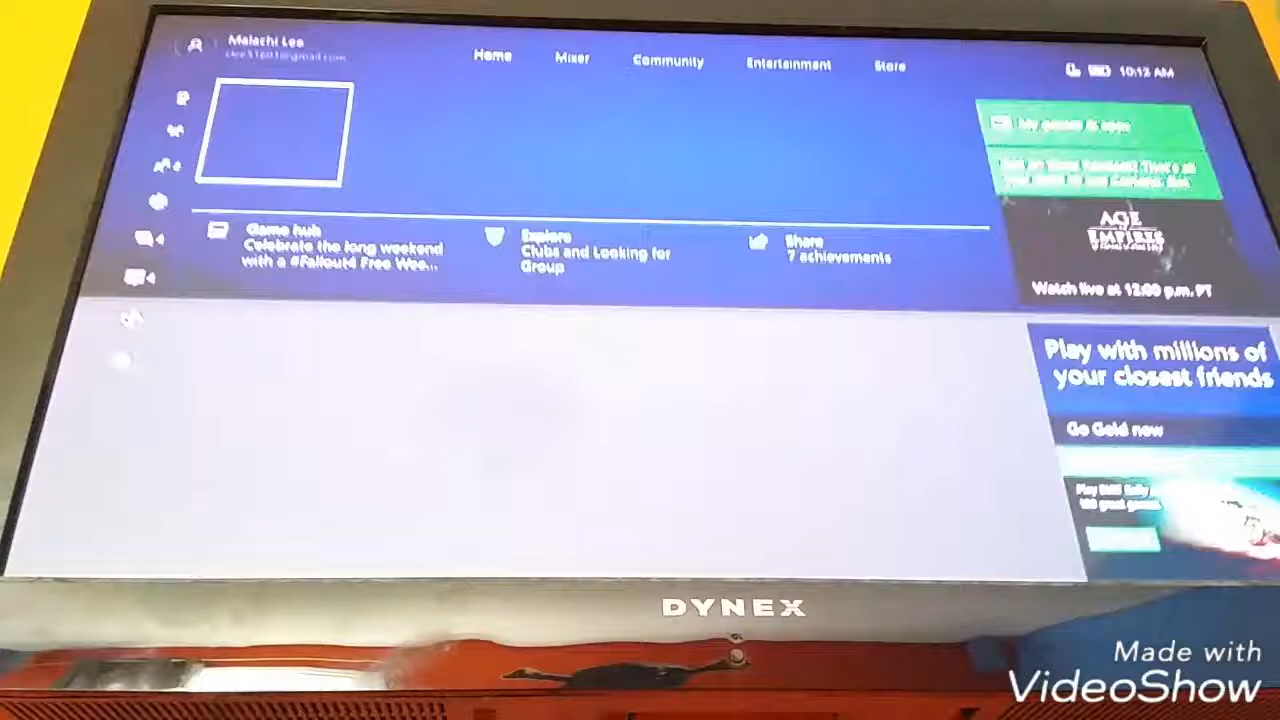 Malachi Lee
Home
Mixer
Community
Entertainment
Store
10:13 AM
Game hub
Celebrate the long weekend
with a #Fallout4 Free Wee...
Explore
Clubs and Looking for
Group
Share
7 achievements
AGE
EMPIRES
Watch live at 12:00 p.m. PT
Play with millions of
your closest friends
Go Gold now
DYNEX
Made with
VideoShow